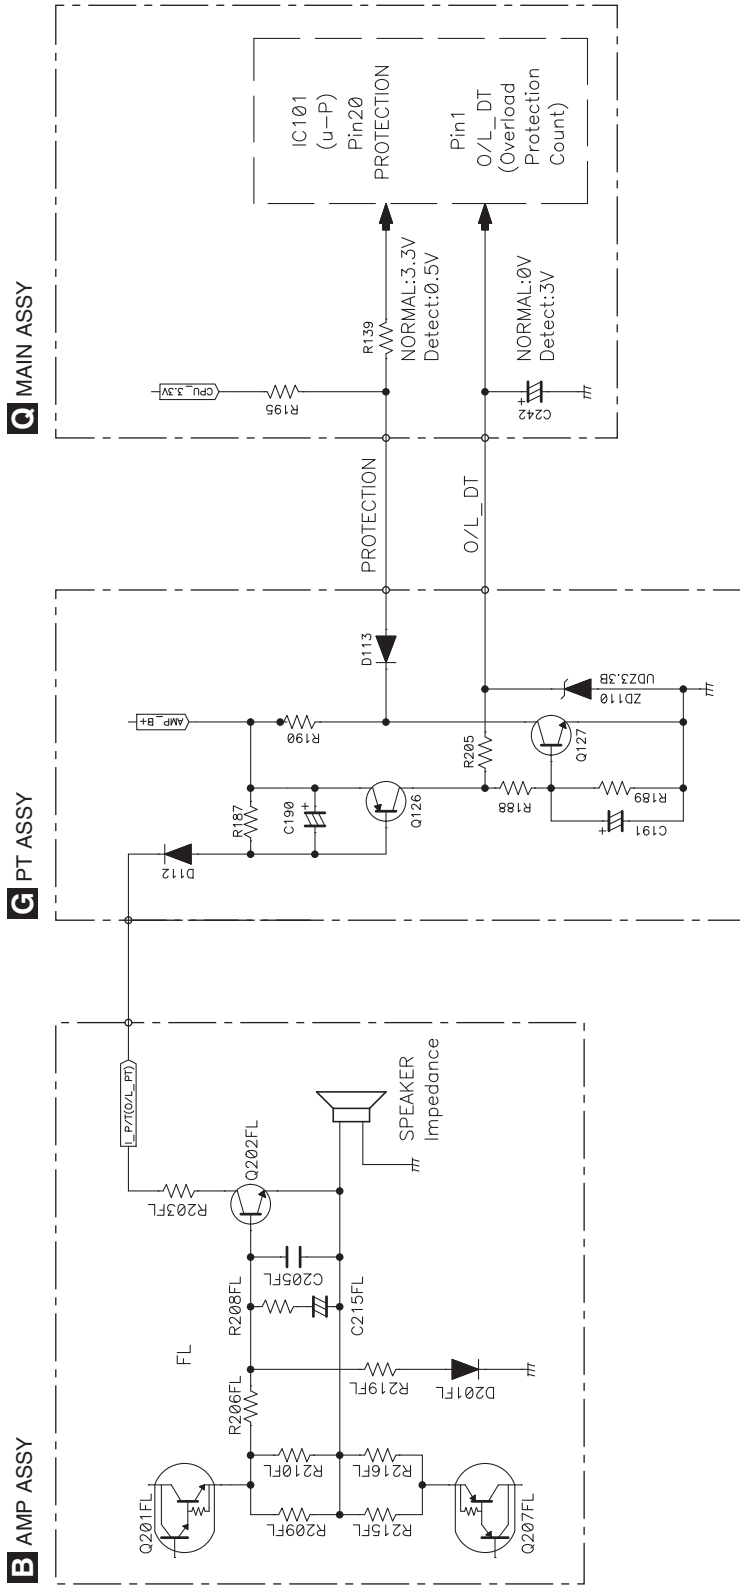 B AMP ASSY
Q201FL
Q207FL
R209FL
R210FL
R215FL
R216FL
R206FL
FL
R219FL
D201FL
R208FL
C215FL
C205FL
Q202FL
R203FL
I_P/T(O/L_PT)
SPEAKER
Impedance
G PT ASSY
D112
R187
C190
+
Q126
AMP_B+
R190
R205
R188
R189
C191
+
Q127
D113
ZD110
UDZ3.3B
PROTECTION
O/L_DT
Q MAIN ASSY
CPU_3.3V
R195
R139
C242
+
NORMAL:3.3V
Detect:0.5V
NORMAL:0V
Detect:3V
IC101
(u-P)
Pin20
PROTECTION
Pin1
O/L_DT
(Overload
Protection
Count)